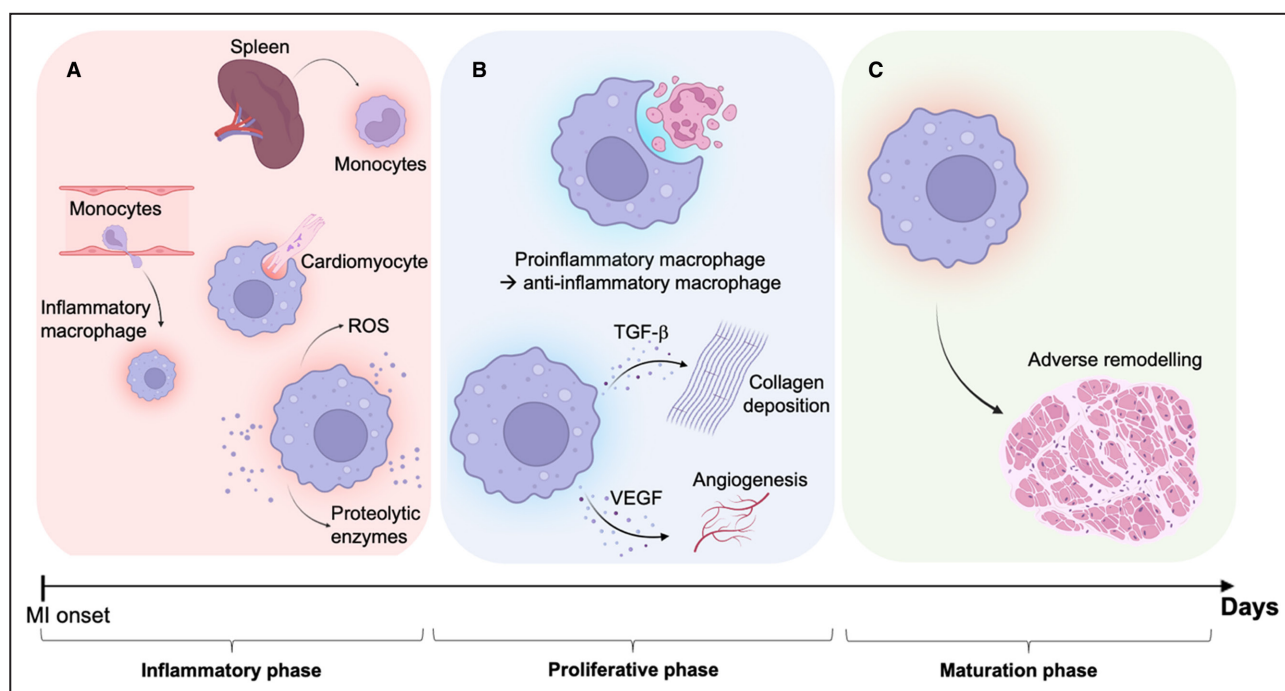 A
Spleen
Monocytes
Monocytes
Cardiomyocyte
Inflammatory
macrophage
ROS
Proteolytic
enzymes
B
Proinflammatory macrophage
→ anti-inflammatory macrophage
TGF-β
Collagen
deposition
VEGF
Angiogenesis
C
Adverse remodelling
MI onset
Days
Inflammatory phase
Proliferative phase
Maturation phase